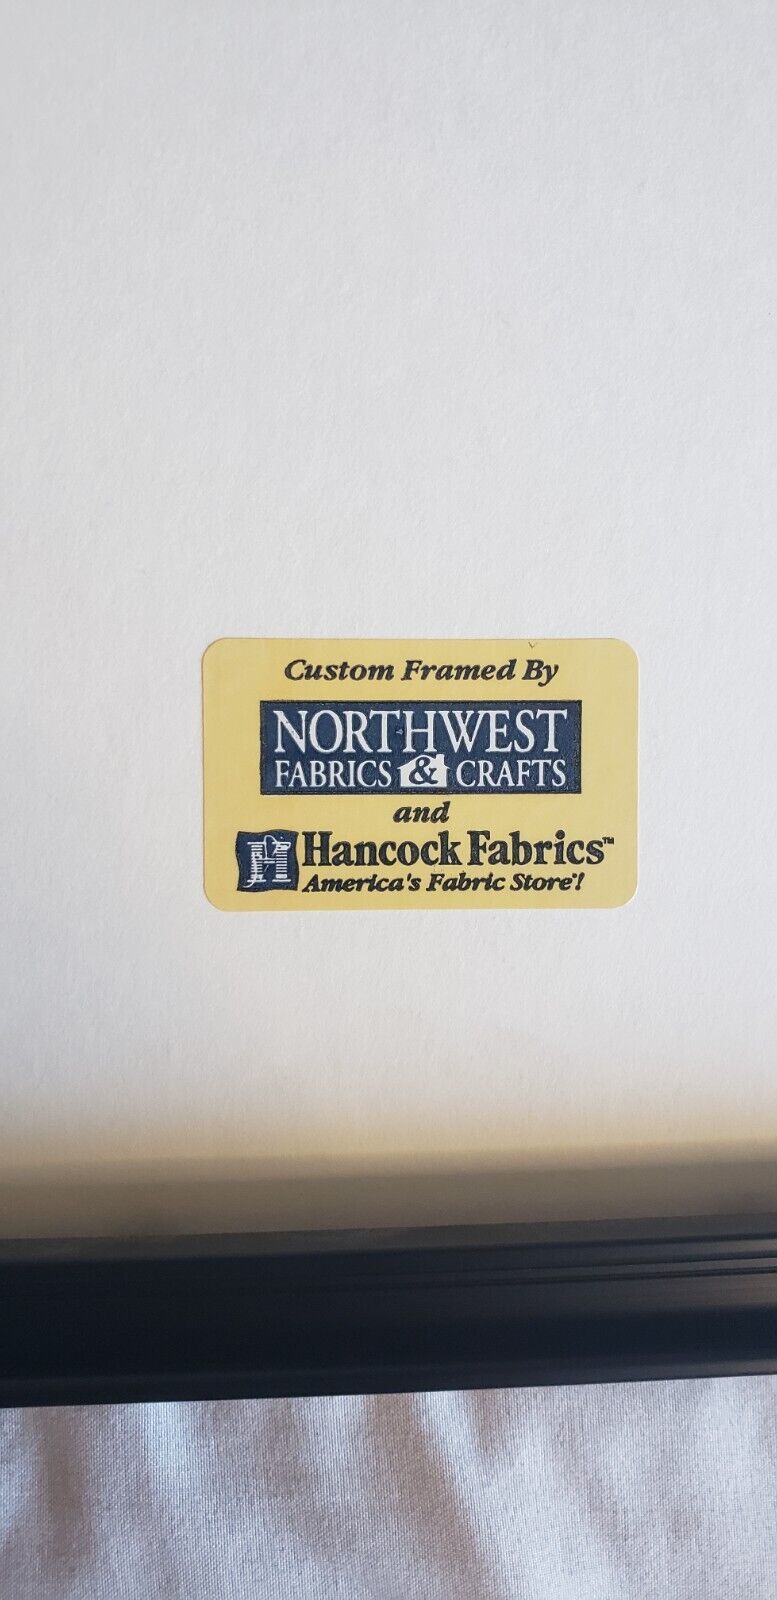 Custom Framed By
NORTHWEST
FABRICS & CRAFTS
and
H Hancock Fabrics™
America's Fabric Store!